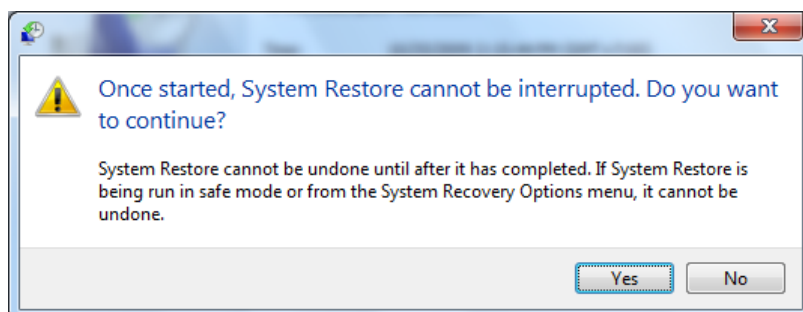 Once started, System Restore cannot be interrupted. Do you want
to continue?
System Restore cannot be undone until after it has completed. If System Restore is
being run in safe mode or from the System Recovery Options menu, it cannot be
undone.
Yes No